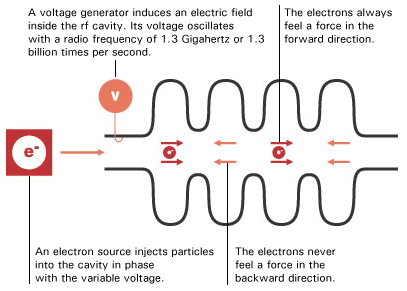 A voltage generator induces an electric field
inside the rf cavity. Its voltage oscillates
with a radio frequency of 1.3 Gigahertz or 1.3
billion times per second.
The electrons always
feel a force in the
forward direction.
V
e-
e-
e-
An electron source injects particles
into the cavity in phase
with the variable voltage.
The electrons never
feel a force in the
backward direction.